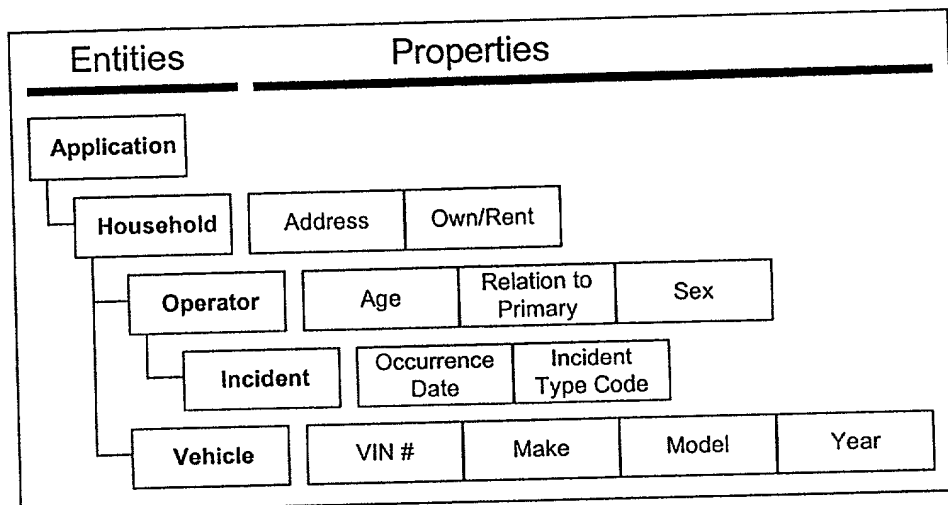 Entities Properties
Application
Household Address Own/Rent
Operator Age Relation to Primary Sex
Incident Occurrence Date Incident Type Code
Vehicle VIN # Make Model Year